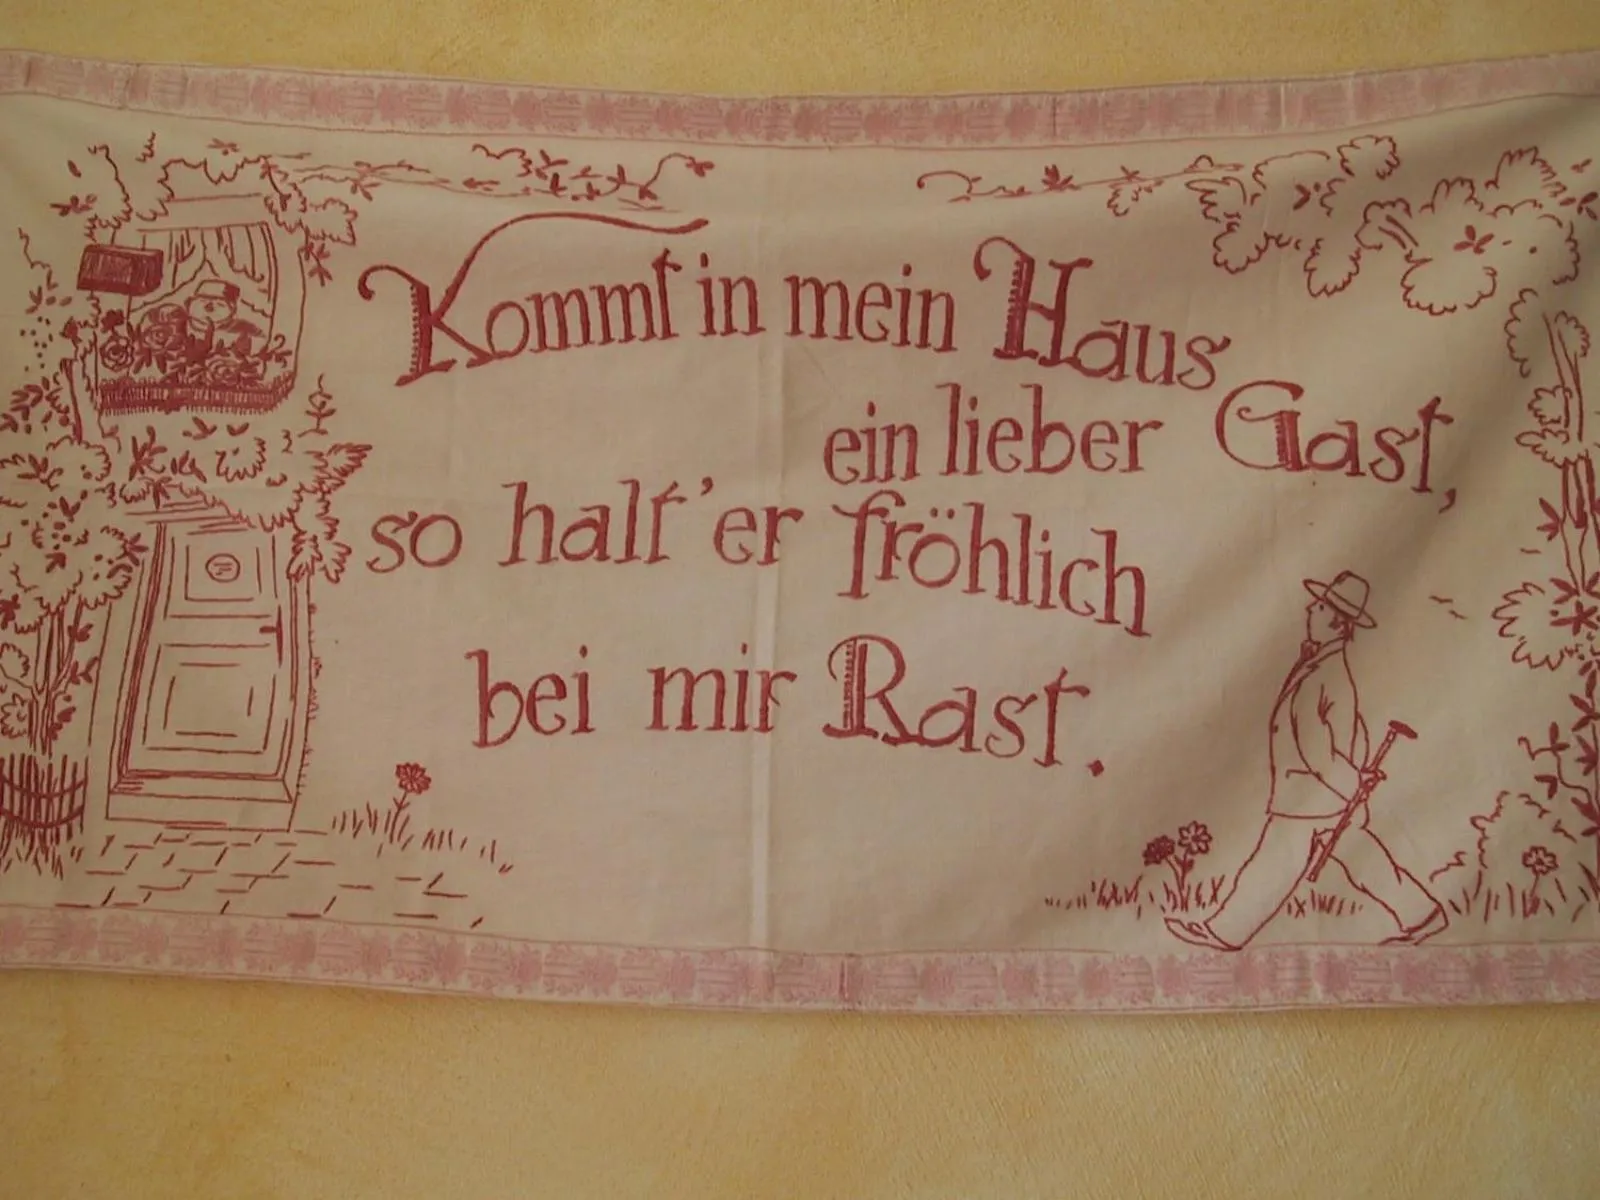 Kommt in mein Haus
ein lieber Gast,
so halt' er fröhlich
bei mir Rast.